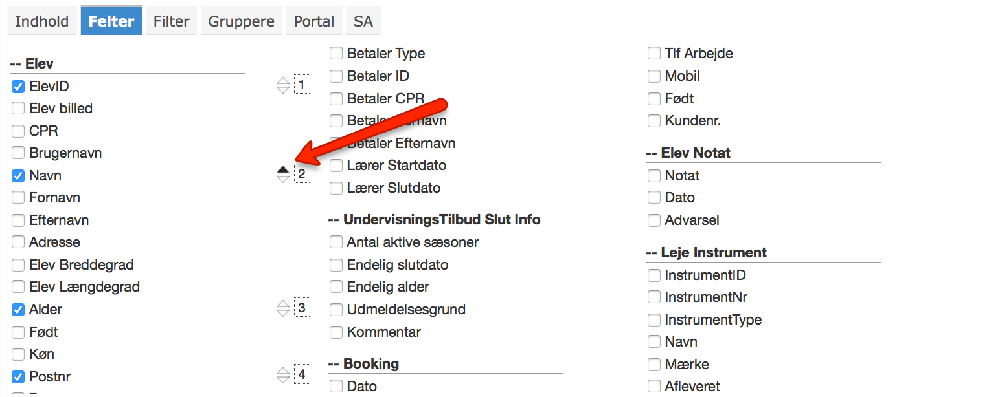 Indhold Felter Filter Gruppere Portal SA
-- Elev
ElevID 1
Elev billed
CPR
Brugernavn
Navn 2
Fornavn
Efternavn
Adresse
Elev Breddegrad
Elev Længdegrad
Alder 3
Født
Køn
Postnr 4
Betaler Type
Betaler ID
Betaler CPR
Betaler
Betaler Efternavn
Lærer Startdato
Lærer Slutdato
-- UndervisningsTilbud Slut Info
Antal aktive sæsoner
Endelig slutdato
Endelig alder
Udmeldelsesgrund
Kommentar
-- Booking
Dato
Tlf Arbejde
Mobil
Født
Kundenr.
-- Elev Notat
Notat
Dato
Advarsel
-- Leje Instrument
InstrumentID
InstrumentNr
InstrumentType
Navn
Mærke
Afleveret